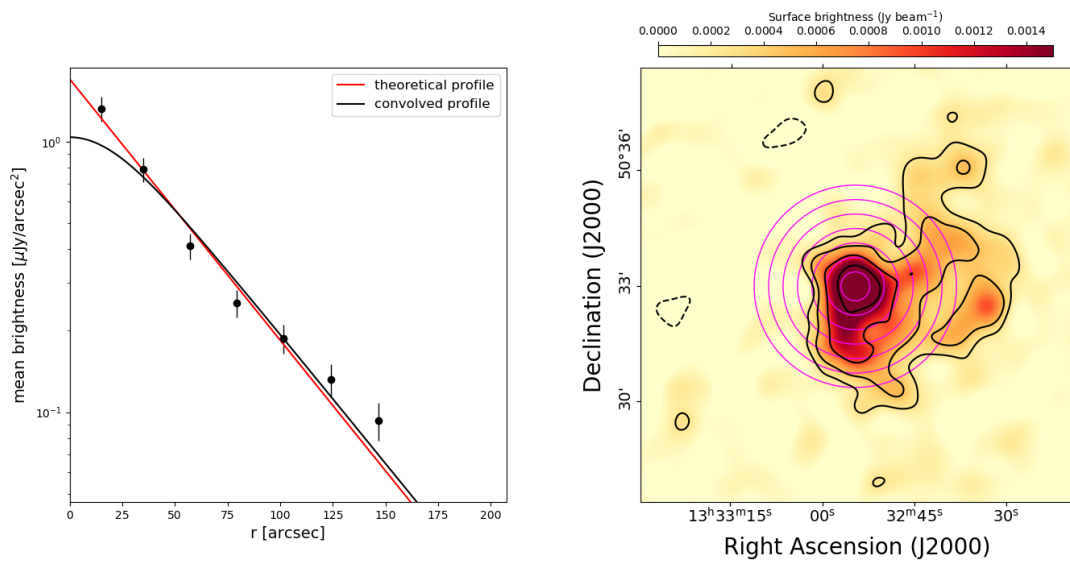 theoretical profile
convolved profile
mean brightness [μJy/arcsec²]
10⁰
10⁻¹
0 25 50 75 100 125 150 175 200
r [arcsec]
Surface brightness (Jy beam⁻¹)
0.0000 0.0002 0.0004 0.0006 0.0008 0.0010 0.0012 0.0014
Declination (J2000)
50°36'
33'
30'
13ʰ33ᵐ15ˢ 00ˢ 32ᵐ45ˢ 30ˢ
Right Ascension (J2000)